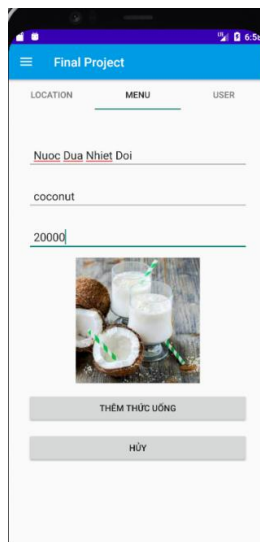 6:5
Final Project
LOCATION MENU USER
Nuoc Dua Nhiet Doi
coconut
20000
THÊM THỨC UỐNG
HỦY